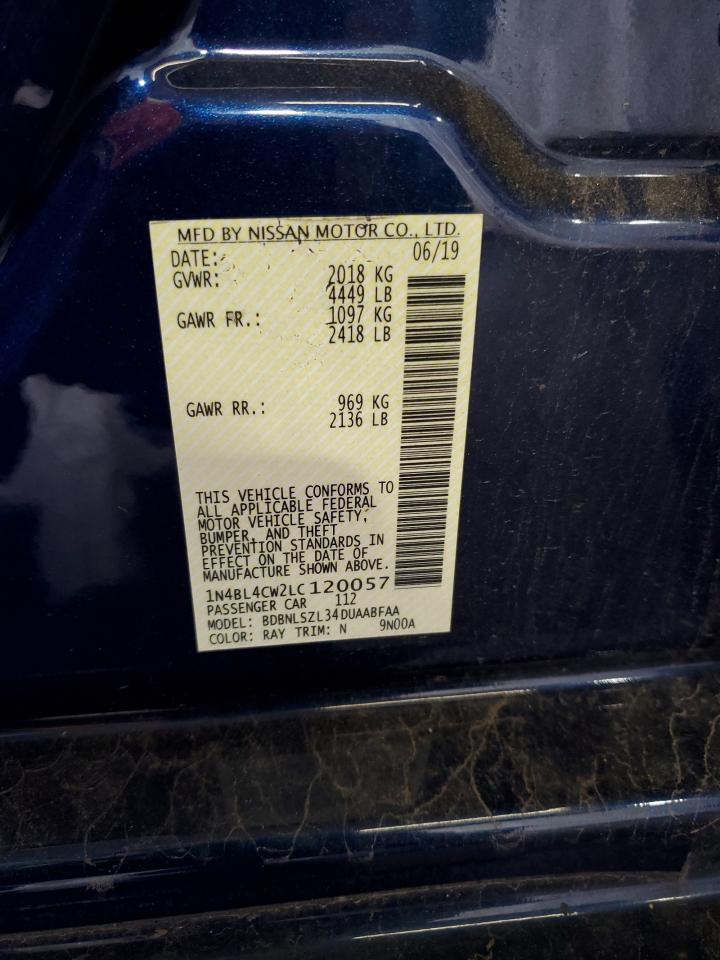 MFD BY NISSAN MOTOR CO., LTD.
DATE: 06/19
GVWR: 2018 KG
4449 LB
GAWR FR.: 1097 KG
2418 LB
GAWR RR.: 969 KG
2136 LB
THIS VEHICLE CONFORMS TO
ALL APPLICABLE FEDERAL
MOTOR VEHICLE SAFETY,
BUMPER, AND THEFT
PREVENTION STANDARDS IN
EFFECT ON THE DATE OF
MANUFACTURE SHOWN ABOVE.
1N4BL4CW2LC120057
PASSENGER CAR 112
MODEL: BDBNLSZL34DUAABFAA
COLOR: RAY TRIM: N 9N00A